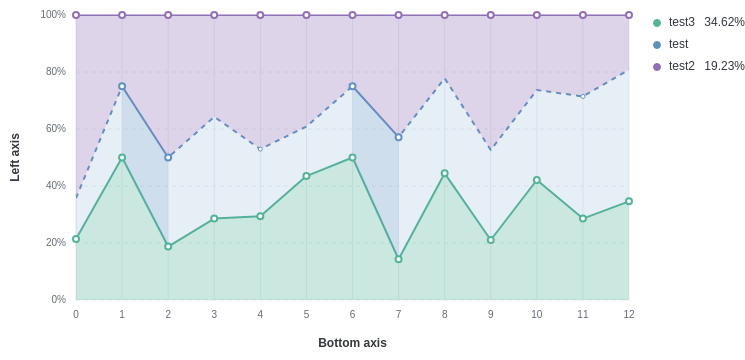 100%
80%
60%
40%
20%
0%
Left axis
0 1 2 3 4 5 6 7 8 9 10 11 12
Bottom axis
test3 34.62%
test
test2 19.23%